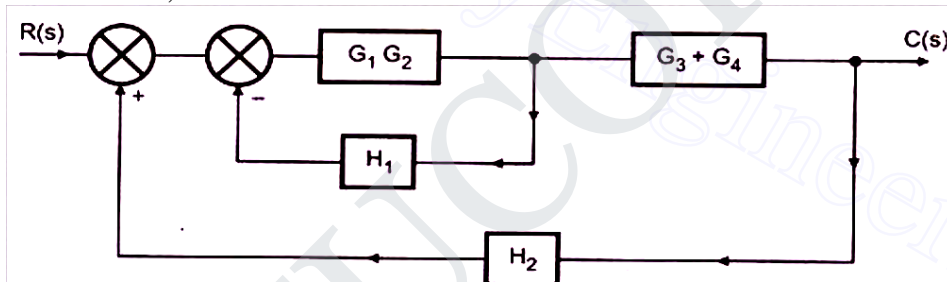 R(s)
G₁ G₂
G₃ + G₄
C(s)
+
−
H₁
H₂